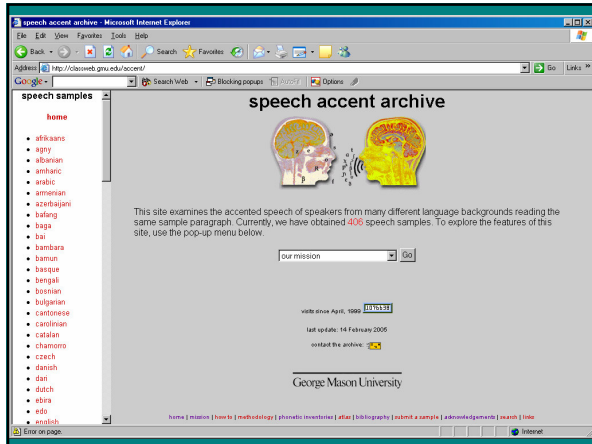 speech accent archive - Microsoft Internet Explorer
File Edit View Favorites Tools Help
Back Search Favorites
Address http://classweb.gmu.edu/accent/ Go Links »
Google Search Web Blocking popups AutoFill Options
speech samples
home
afrikaans
agny
albanian
amharic
arabic
armenian
azerbaijani
bafang
baga
bai
bambara
bamun
basque
bengali
bosnian
bulgarian
cantonese
carolinian
catalan
chamorro
czech
danish
dari
dutch
ebira
edo
english
speech accent archive
This site examines the accented speech of speakers from many different language backgrounds reading the
same sample paragraph. Currently, we have obtained 406 speech samples. To explore the features of this
site, use the pop-up menu below.
our mission Go
visits since April, 1999
last update: 14 February 2005
contact the archive:
George Mason University
home | mission | how to | methodology | phonetic inventories | atlas | bibliography | submit a sample | acknowledgements | search | links
Error on page. Internet